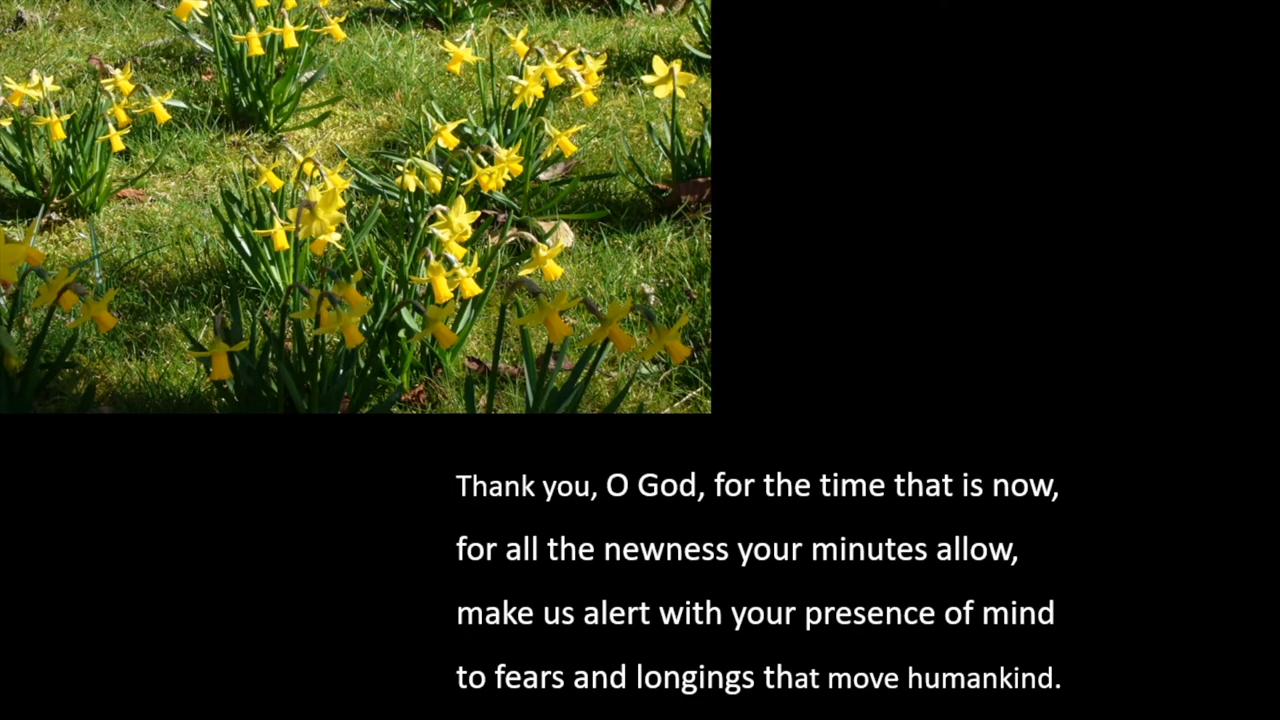 Thank you, O God, for the time that is now,
for all the newness your minutes allow,
make us alert with your presence of mind
to fears and longings that move humankind.